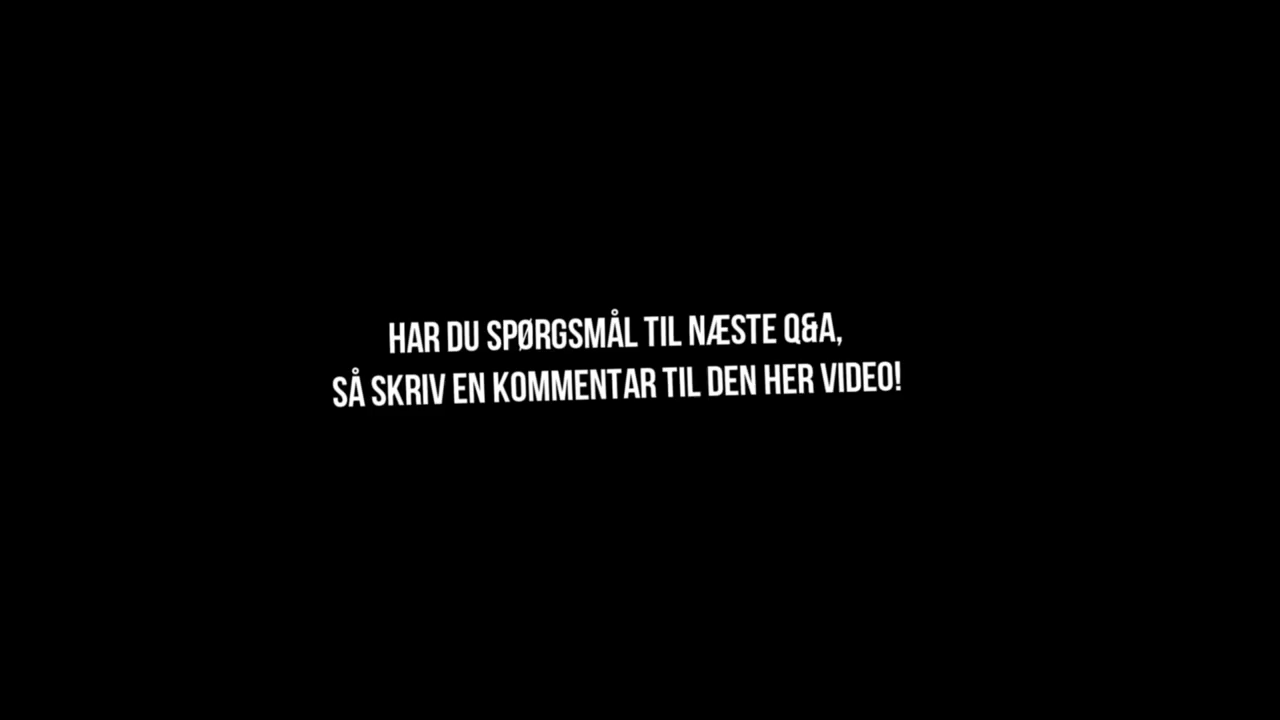 HAR DU SPØRGSMÅL TIL NÆSTE Q&A,
SÅ SKRIV EN KOMMENTAR TIL DEN HER VIDEO!